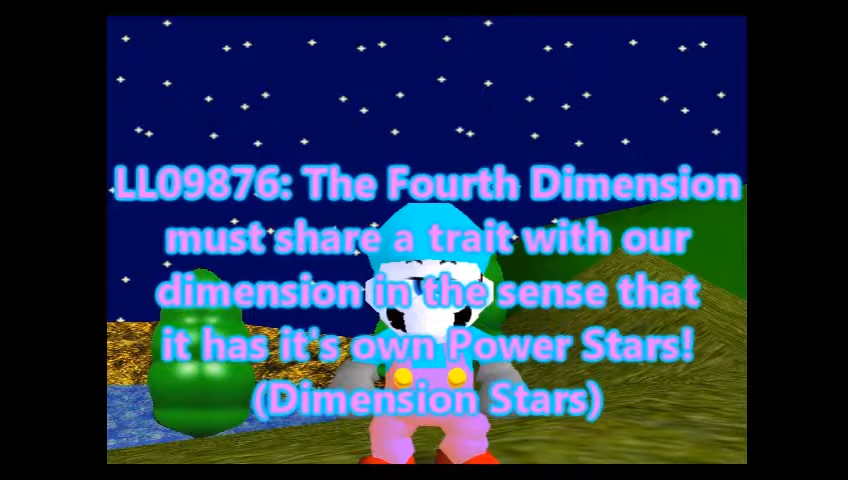 LL09876: The Fourth Dimension
must share a trait with our
dimension in the sense that
it has it's own Power Stars!
(Dimension Stars)